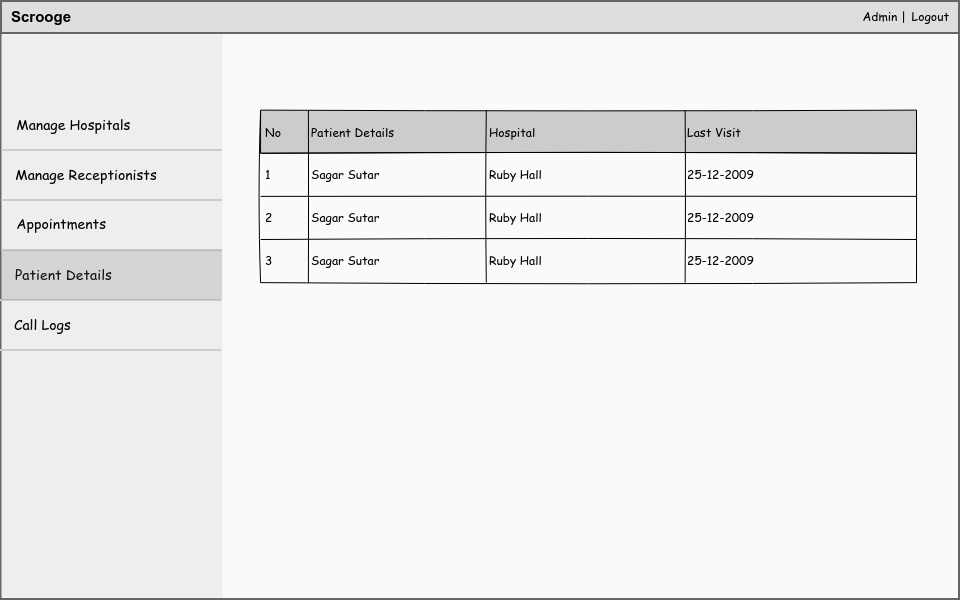 Scrooge
Admin | Logout
Manage Hospitals
Manage Receptionists
Appointments
Patient Details
Call Logs
No Patient Details Hospital Last Visit
1 Sagar Sutar Ruby Hall 25-12-2009
2 Sagar Sutar Ruby Hall 25-12-2009
3 Sagar Sutar Ruby Hall 25-12-2009